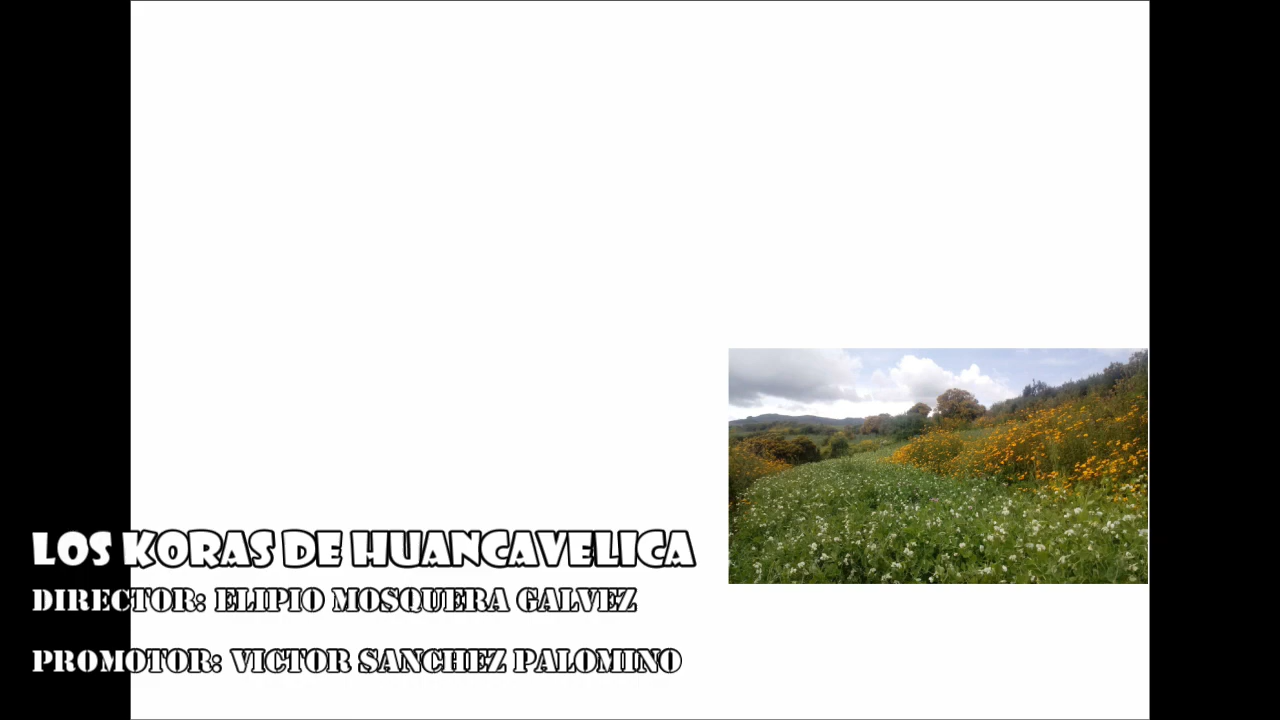 LOS KORAS DE HUANCAVELICA
DIRECTOR: ELIPIO MOSQUERA GALVEZ
PROMOTOR: VICTOR SANCHEZ PALOMINO